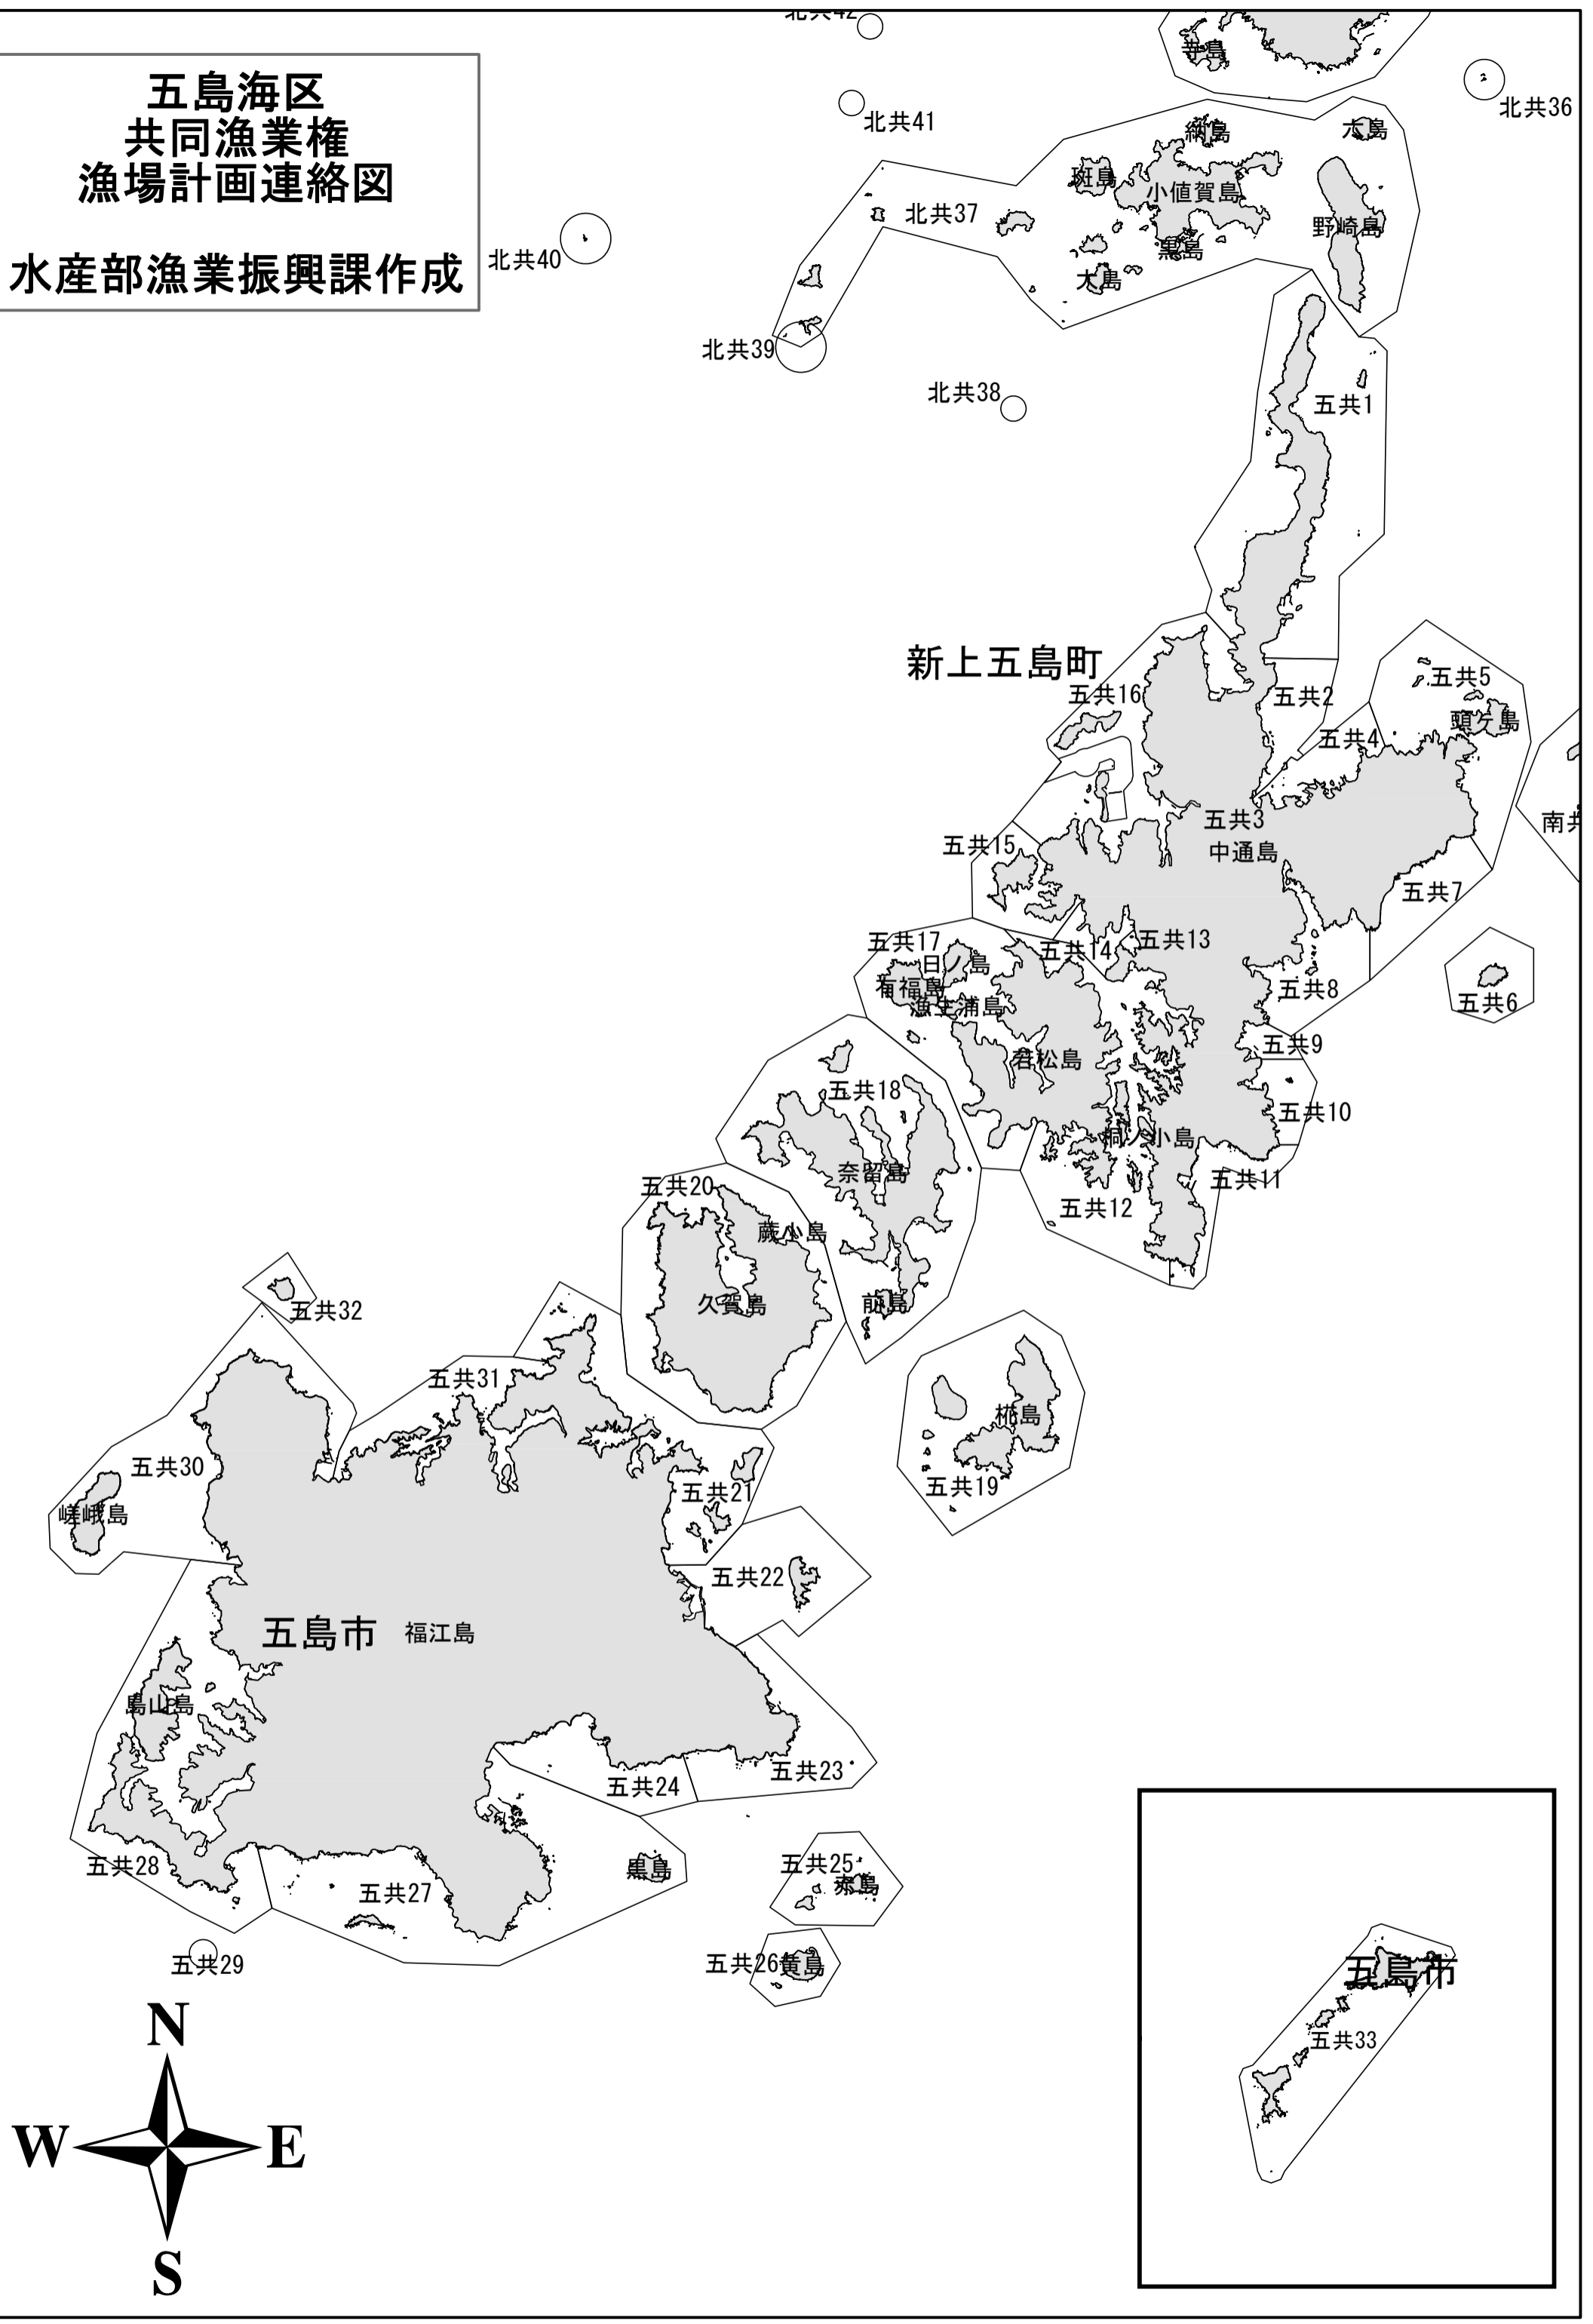 北共42
寺島
五島海区
共同漁業権
漁場計画連絡図
水産部漁業振興課作成
北共36
北共41
納島
六島
斑島
小値賀島
北共37
野崎島
黒島
北共40
大島
北共39
北共38
五共1
新上五島町
五共16
五共2
五共5
頭ヶ島
五共4
五共3
南共
中通島
五共15
五共7
五共17
五共14
五共13
日ノ島
有福島
漁生浦島
五共8
五共6
若松島
五共9
五共18
五共10
桐ノ小島
奈留島
五共11
五共20
五共12
蕨小島
久賀島
前島
五共32
五共31
椛島
五共30
五共19
嵯峨島
五共21
五共22
五島市
福江島
島山島
五共23
五共24
五共28
黒島
五共25
赤島
五共27
五共29
五共26
黄島
五島市
五共33
N
W
E
S